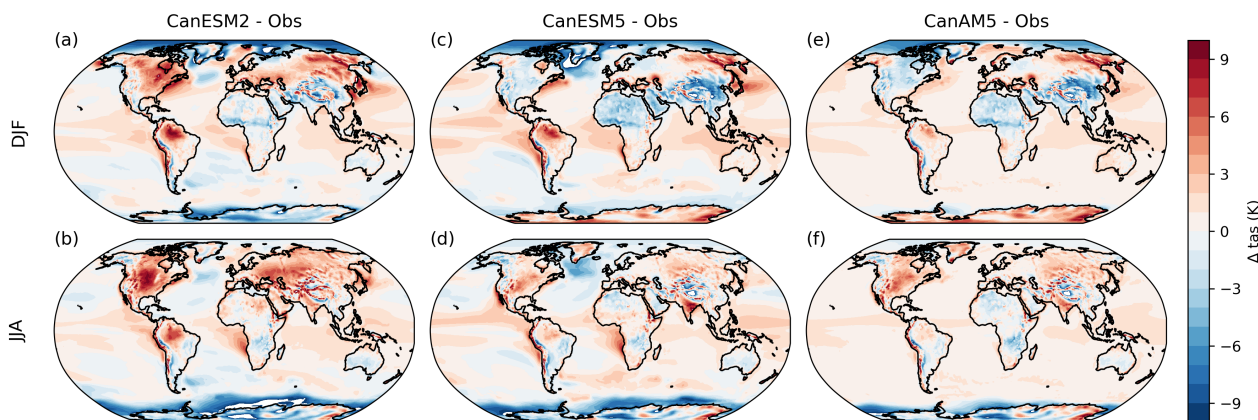 CanESM2 - Obs
CanESM5 - Obs
CanAM5 - Obs
(a)
(c)
(e)
DJF
(b)
(d)
(f)
JJA
9
6
3
0
−3
−6
−9
Δ tas (K)